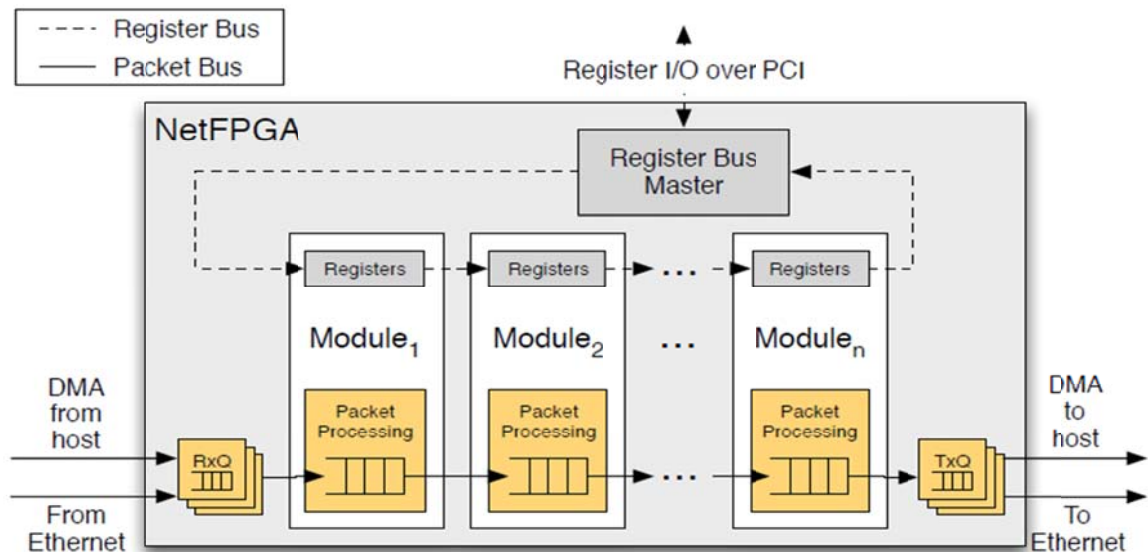 Register Bus
Packet Bus
Register I/O over PCI
NetFPGA
Register Bus
Master
Registers
Registers
...
Registers
Module1
Module2
...
Modulen
DMA
from
host
Packet
Processing
Packet
Processing
Packet
Processing
DMA
to
host
RxQ
...
TxQ
From
Ethernet
To
Ethernet